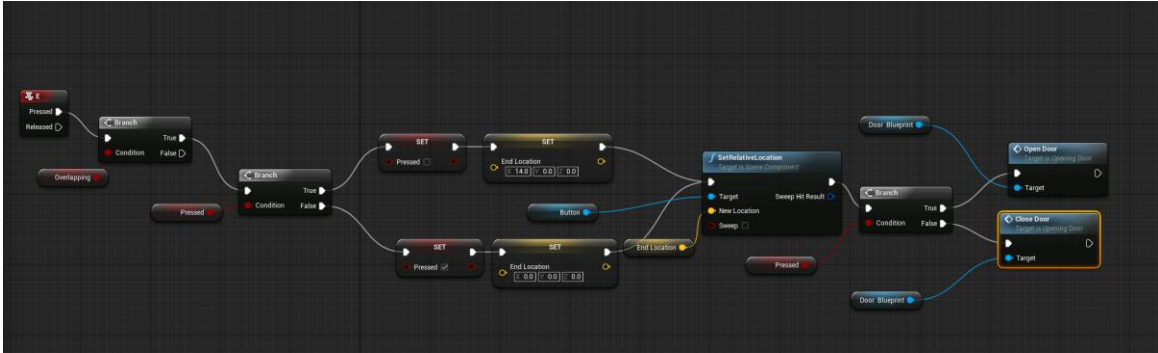 E
Pressed
Released
Branch
True
Condition
False
Overlapping
Branch
True
Condition
False
Pressed
SET
Pressed
SET
End Location
X 14.0 Y 0.0 Z 0.0
SET
Pressed
SET
End Location
X 0.0 Y 0.0 Z 0.0
Button
End Location
SetRelativeLocation
Target is Scene Component
Target
Sweep Hit Result
New Location
Sweep
Pressed
Branch
True
Condition
False
Door Blueprint
Open Door
Target is Opening Door
Target
Close Door
Target is Opening Door
Target
Door Blueprint